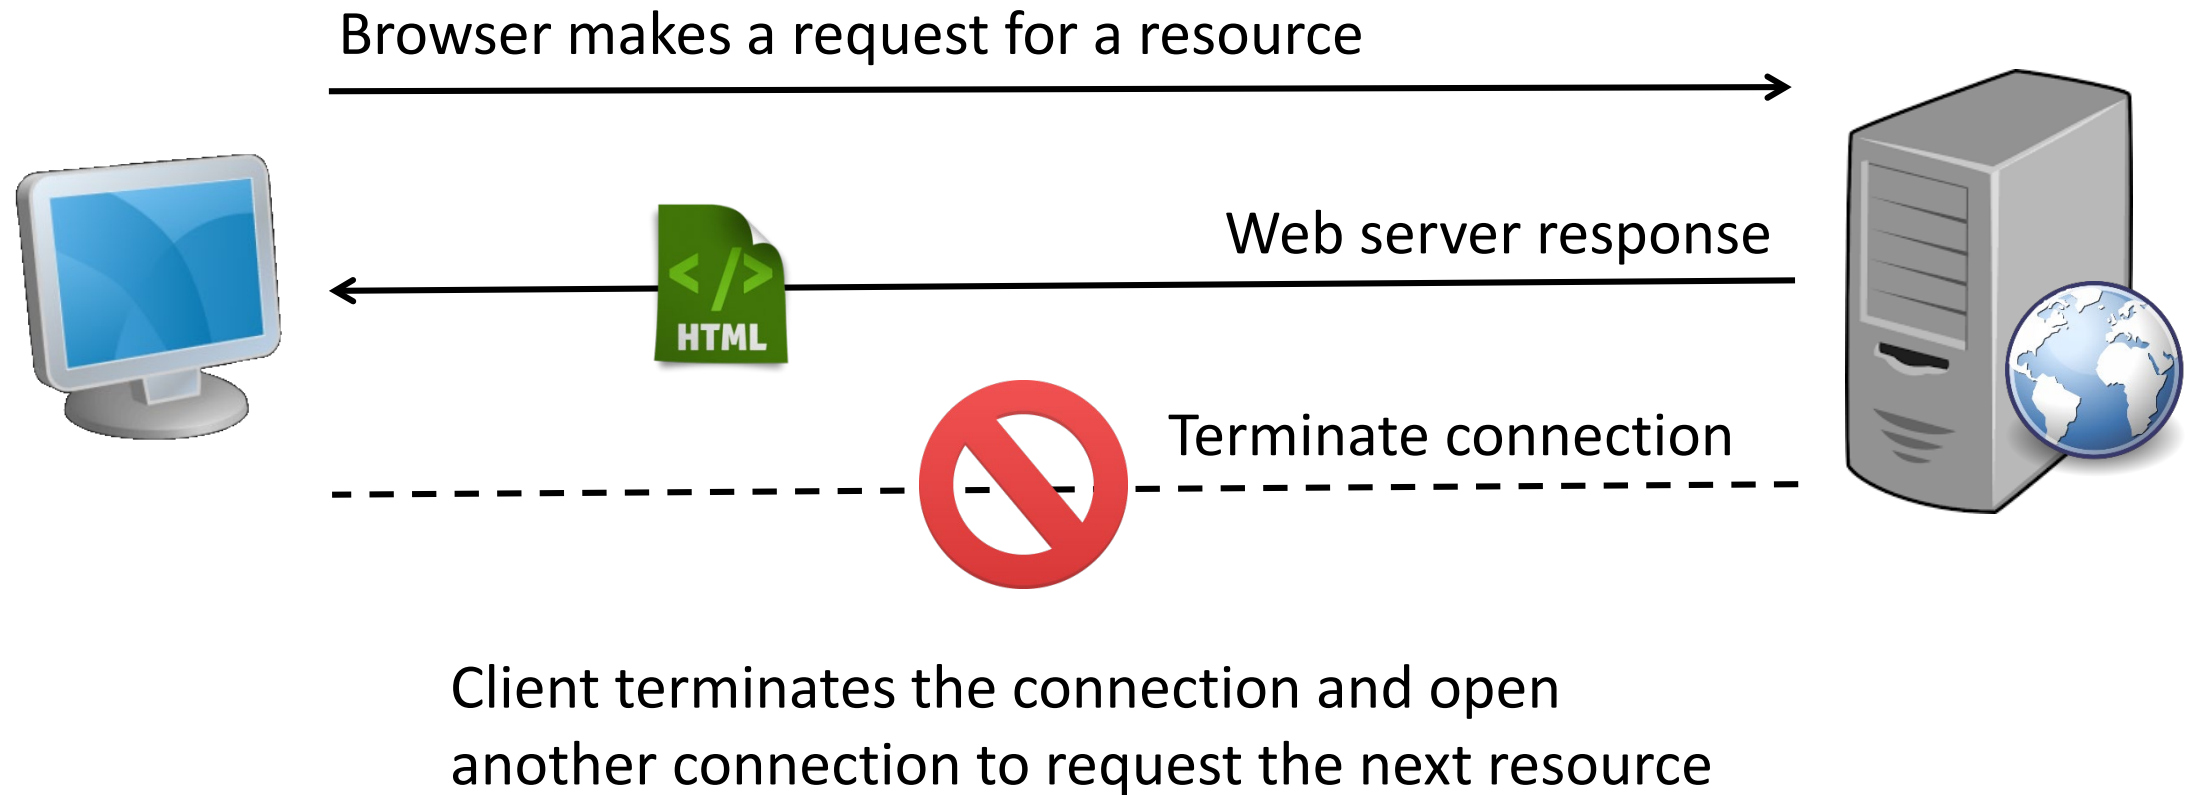 Browser makes a request for a resource
Web server response
</>
HTML
Terminate connection
Client terminates the connection and open
another connection to request the next resource